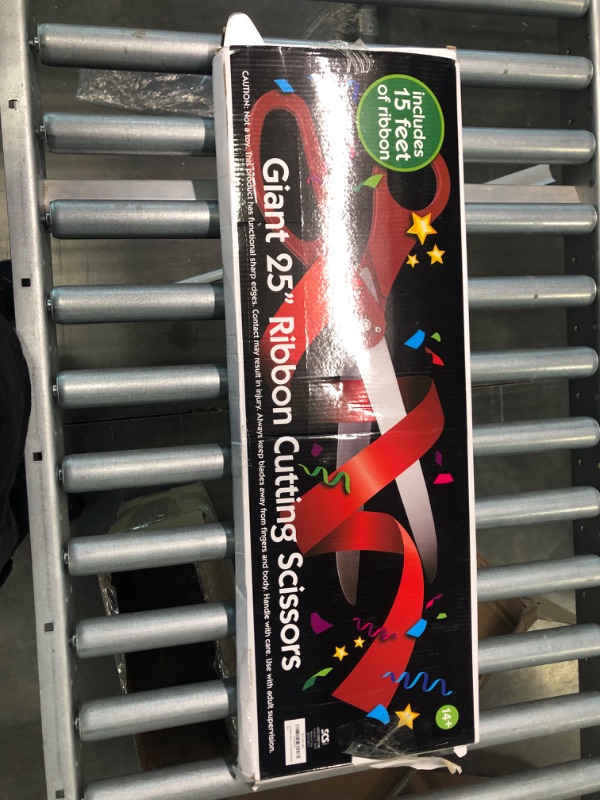 includes
15 feet
of ribbon
Giant 25” Ribbon Cutting Scissors
CAUTION: Not a toy. This product has functional sharp edges. Contact may result in injury. Always keep blades away from fingers and body. Handle with care. Use with adult supervision.
14+
SCS